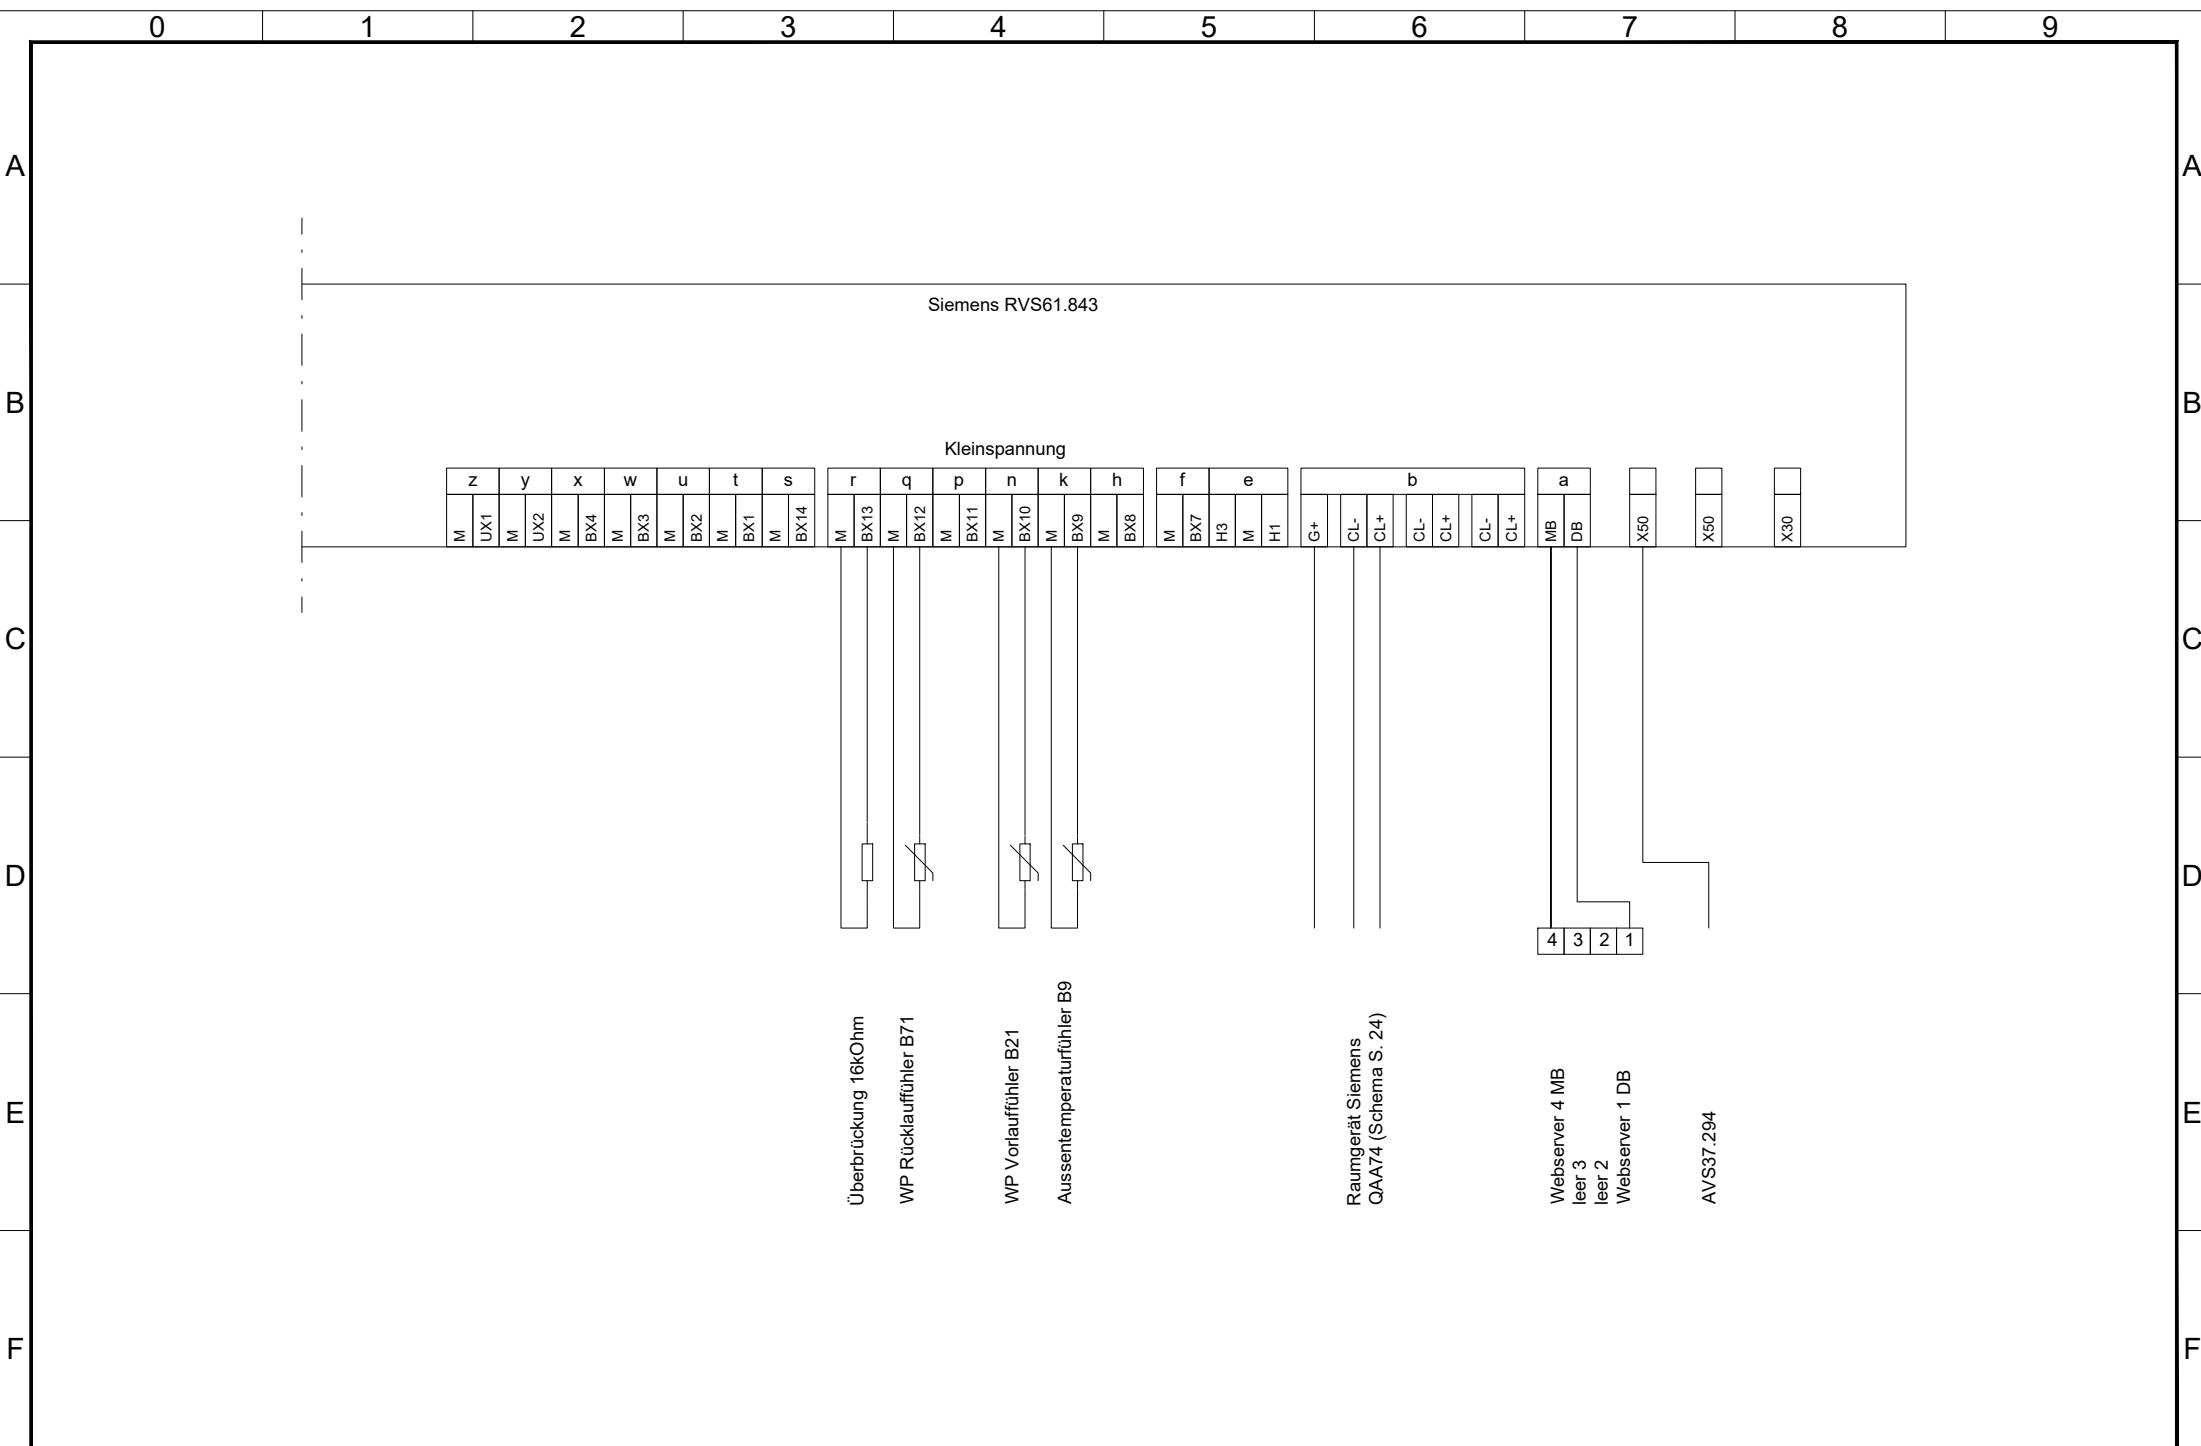 0 1 2 3 4 5 6 7 8 9
A A
Siemens RVS61.843
B B
Kleinspannung
z y x w u t s r q p n k h f e b a
M UX1 M UX2 M BX4 M BX3 M BX2 M BX1 M BX14 M BX13 M BX12 M BX11 M BX10 M BX9 M BX8 M BX7 H3 M H1 G+ CL- CL+ CL- CL+ CL- CL+ MB DB X50 X50 X30
C C
D D
4 3 2 1
Überbrückung 16kOhm
WP Rücklauffühler B71
WP Vorlauffühler B21
Aussentemperaturfühler B9
Raumgerät Siemens
QAA74 (Schema S. 24)
Webserver 4 MB
leer 3
leer 2
Webserver 1 DB
AVS37.294
E E
F F